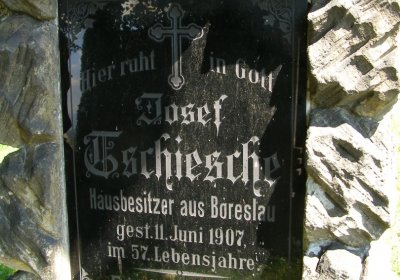 Hier ruht in Gott
Josef
Tschiesche
Hausbesitzer aus Böreslau
gest. 11. Juni 1907
im 57. Lebensjahre